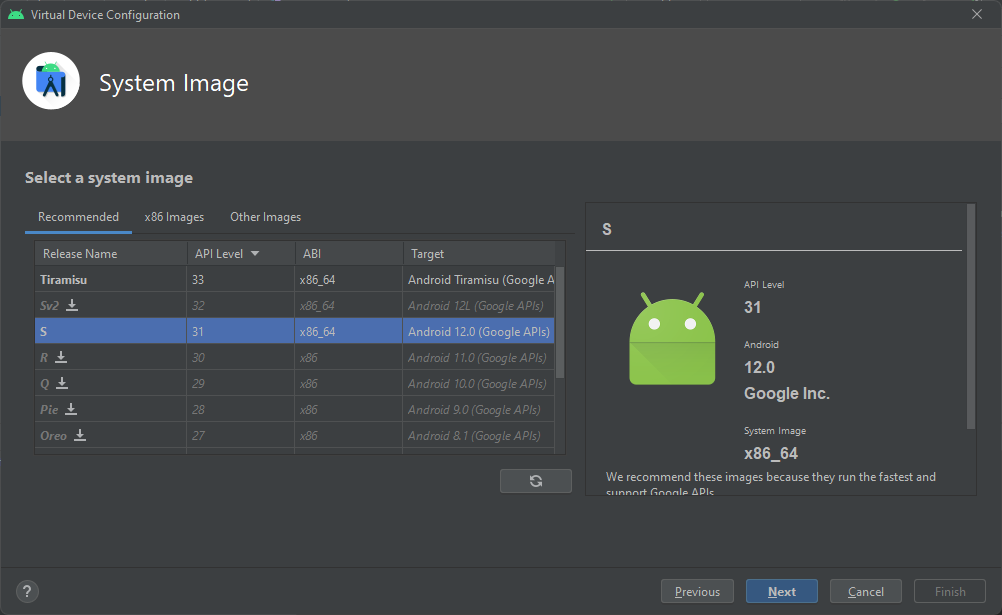 Virtual Device Configuration
System Image
Select a system image
Recommended x86 Images Other Images
Release Name API Level ABI Target
Tiramisu 33 x86_64 Android Tiramisu (Google A
Sv2 32 x86_64 Android 12L (Google APIs)
S 31 x86_64 Android 12.0 (Google APIs)
R 30 x86 Android 11.0 (Google APIs)
Q 29 x86 Android 10.0 (Google APIs)
Pie 28 x86 Android 9.0 (Google APIs)
Oreo 27 x86 Android 8.1 (Google APIs)
S
API Level
31
Android
12.0
Google Inc.
System Image
x86_64
We recommend these images because they run the fastest and
support Google APIs
? Previous Next Cancel Finish